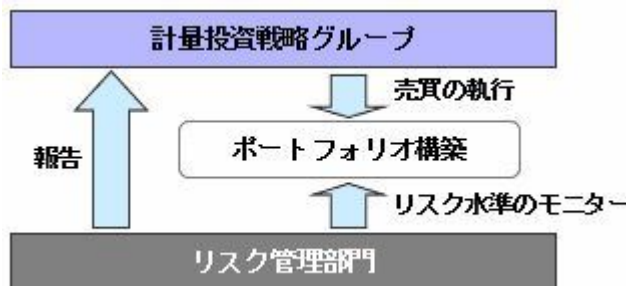 計量投資戦略グループ
売買の執行
報告
ポートフォリオ構築
リスク水準のモニター
リスク管理部門